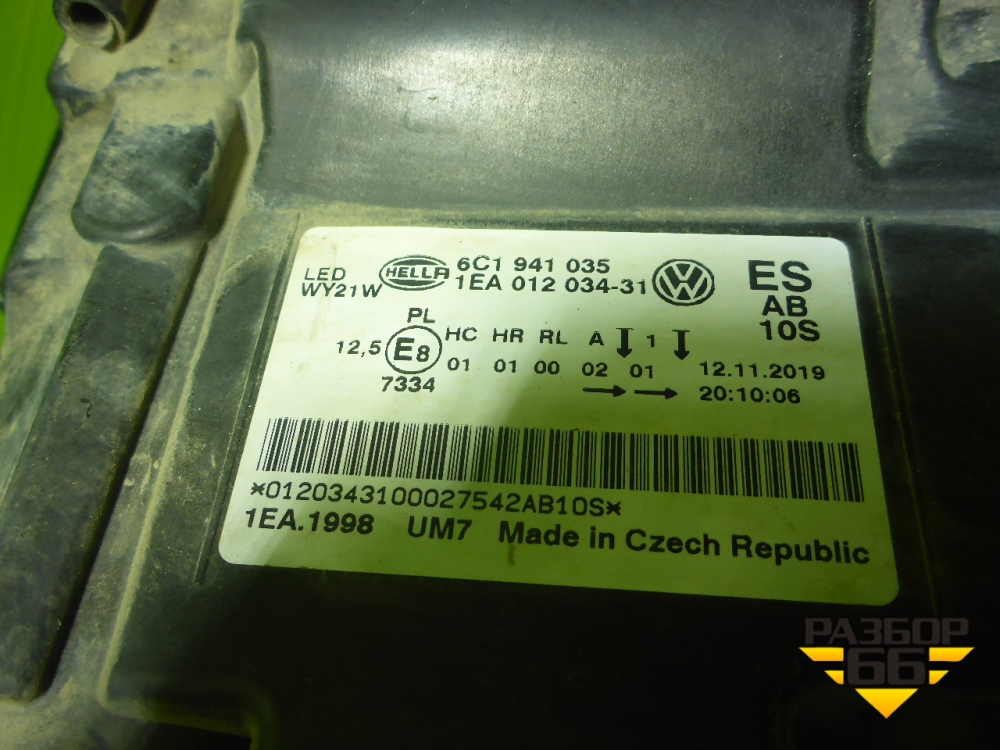 LED HELLA 6C1 941 035 VW ES
WY21W 1EA 012 034-31 AB
10S
PL
12,5 E8 HC HR RL A 1
7334 01 01 00 02 01 12.11.2019
20:10:06
*0120343100027542AB10S*
1EA.1998 UM7 Made in Czech Republic
РАЗБОР
66